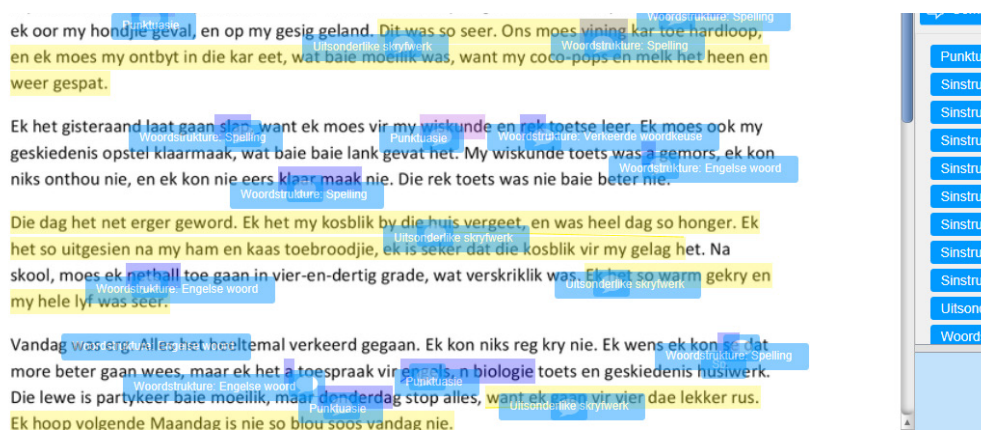 ek oor my hondjie geval, en op my gesig geland. Dit was so seer. Ons moes vining kar toe hardloop,
en ek moes my ontbyt in die kar eet, wat baie moeilik was, want my coco-pops en melk het heen en
weer gespat.
Ek het gisteraand laat gaan slap, want ek moes vir my wiskunde en rek toetse leer. Ek moes ook my
geskiedenis opstel klaarmaak, wat baie baie lank gevat het. My wiskunde toets was a gemors, ek kon
niks onthou nie, en ek kon nie eers klaar maak nie. Die rek toets was nie baie beter nie.
Die dag het net erger geword. Ek het my kosblik by die huis vergeet, en was heel dag so honger. Ek
het so uitgesien na my ham en kaas toebroodjie, ek is seker dat die kosblik vir my gelag het. Na
skool, moes ek netball toe gaan in vier-en-dertig grade, wat verskriklik was. Ek het so warm gekry en
my hele lyf was seer.
Vandag was erg. Alles het heeltemal verkeerd gegaan. Ek kon niks reg kry nie. Ek wens ek kon se dat
more beter gaan wees, maar ek het a toespraak vir engels, n biologie toets en geskiedenis huiswerk.
Die lewe is partykeer baie moeilik, maar donderdag stop alles, want ek gaan vir vier dae lekker rus.
Ek hoop volgende Maandag is nie so blou soos vandag nie.
Punktuasie
Woordstrukture: Spelling
Uitsonderlike skryfwerk
Woordstrukture: Spelling
Woordstrukture: Spelling
Punktuasie
Woordstrukture: Verkeerde woordkeuse
Woordstrukture: Engelse woord
Woordstrukture: Spelling
Uitsonderlike skryfwerk
Woordstrukture: Engelse woord
Uitsonderlike skryfwerk
Woordstrukture: Spelling
Woordstrukture: Engelse woord
Punktuasie
Punktuasie
Uitsonderlike skryfwerk
Punktu
Sinstru
Sinstru
Sinstru
Sinstru
Sinstru
Sinstru
Sinstru
Sinstru
Uitson
Woord